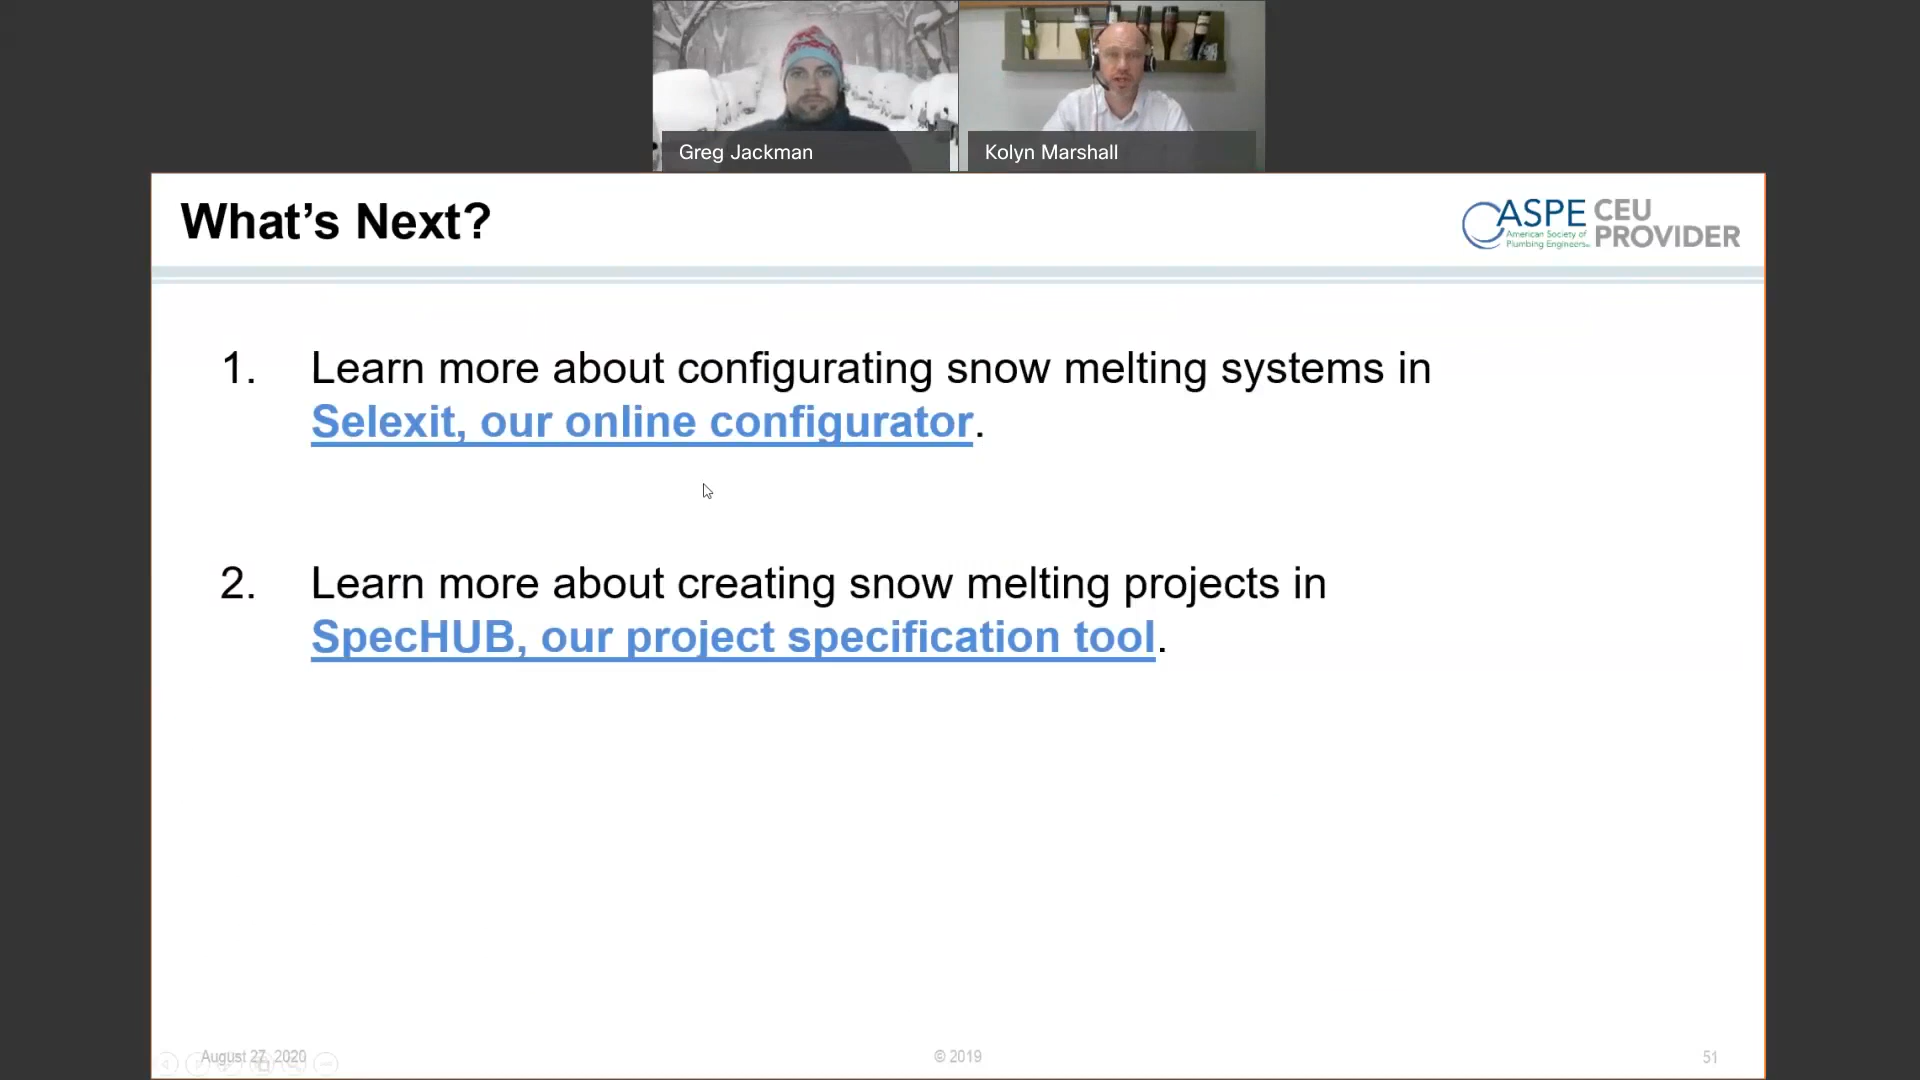 Greg Jackman
Kolyn Marshall
What's Next?
ASPE CEU
American Society of
Plumbing Engineers
PROVIDER
1. Learn more about configurating snow melting systems in
Selexit, our online configurator.
2. Learn more about creating snow melting projects in
SpecHUB, our project specification tool.
August 27, 2020
© 2019
51